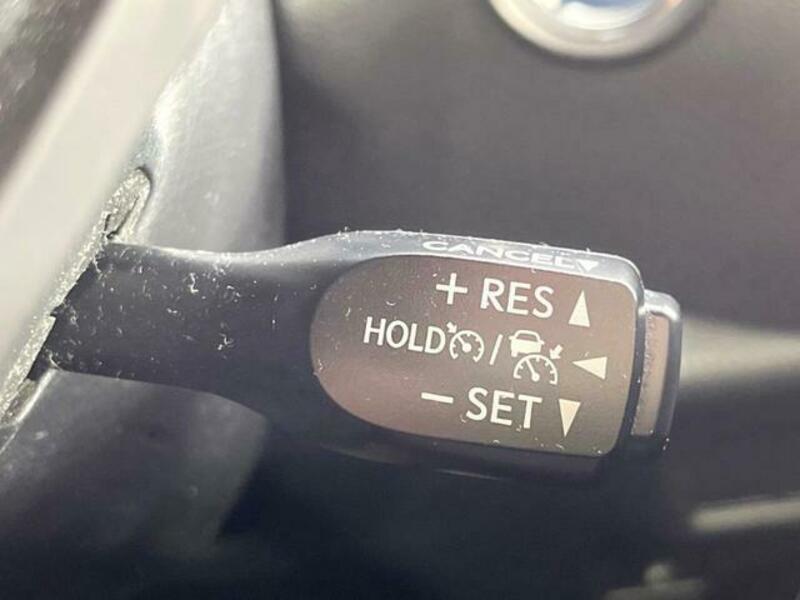 CANCEL▼
+ RES ▲
HOLD / ◀
− SET ▼